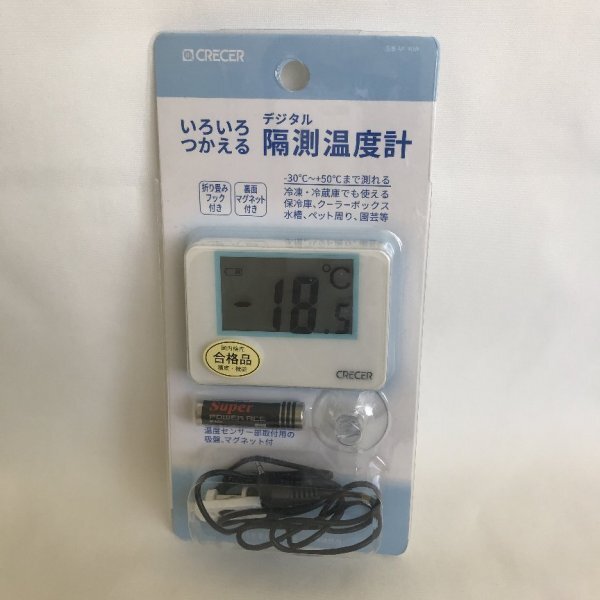 CRECER
いろいろ
つかえる
デジタル
隔測温度計
-30℃〜+50℃まで測れる
冷凍・冷蔵庫でも使える
保冷庫、クーラーボックス
水槽、ペット周り、園芸等
折り畳み
フック
付き
裏面
マグネット
付き
℃
-18.5
合格品
CRECER
Super
POWER ACE
温度センサー部取付用の
吸盤、マグネット付